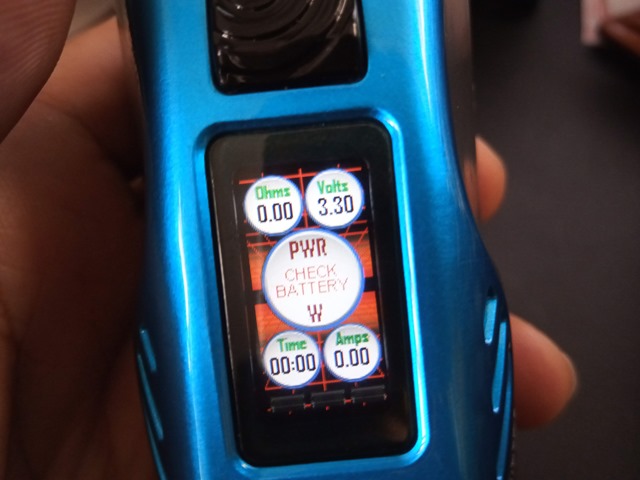 Ohms Volts
0.00 3.30
PWR
CHECK
BATTERY
W
Time Amps
00:00 0.00